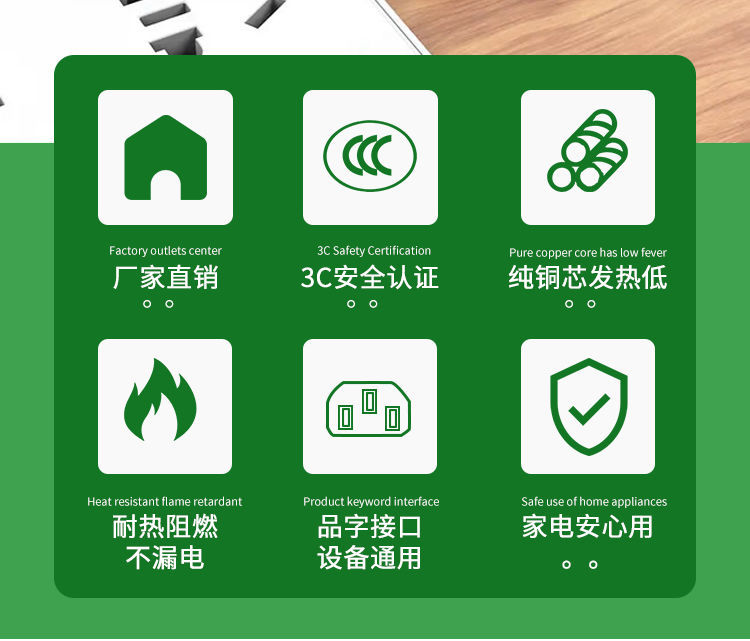 Factory outlets center
厂家直销
3C Safety Certification
3C安全认证
Pure copper core has low fever
纯铜芯发热低
Heat resistant flame retardant
耐热阻燃
不漏电
Product keyword interface
品字接口
设备通用
Safe use of home appliances
家电安心用